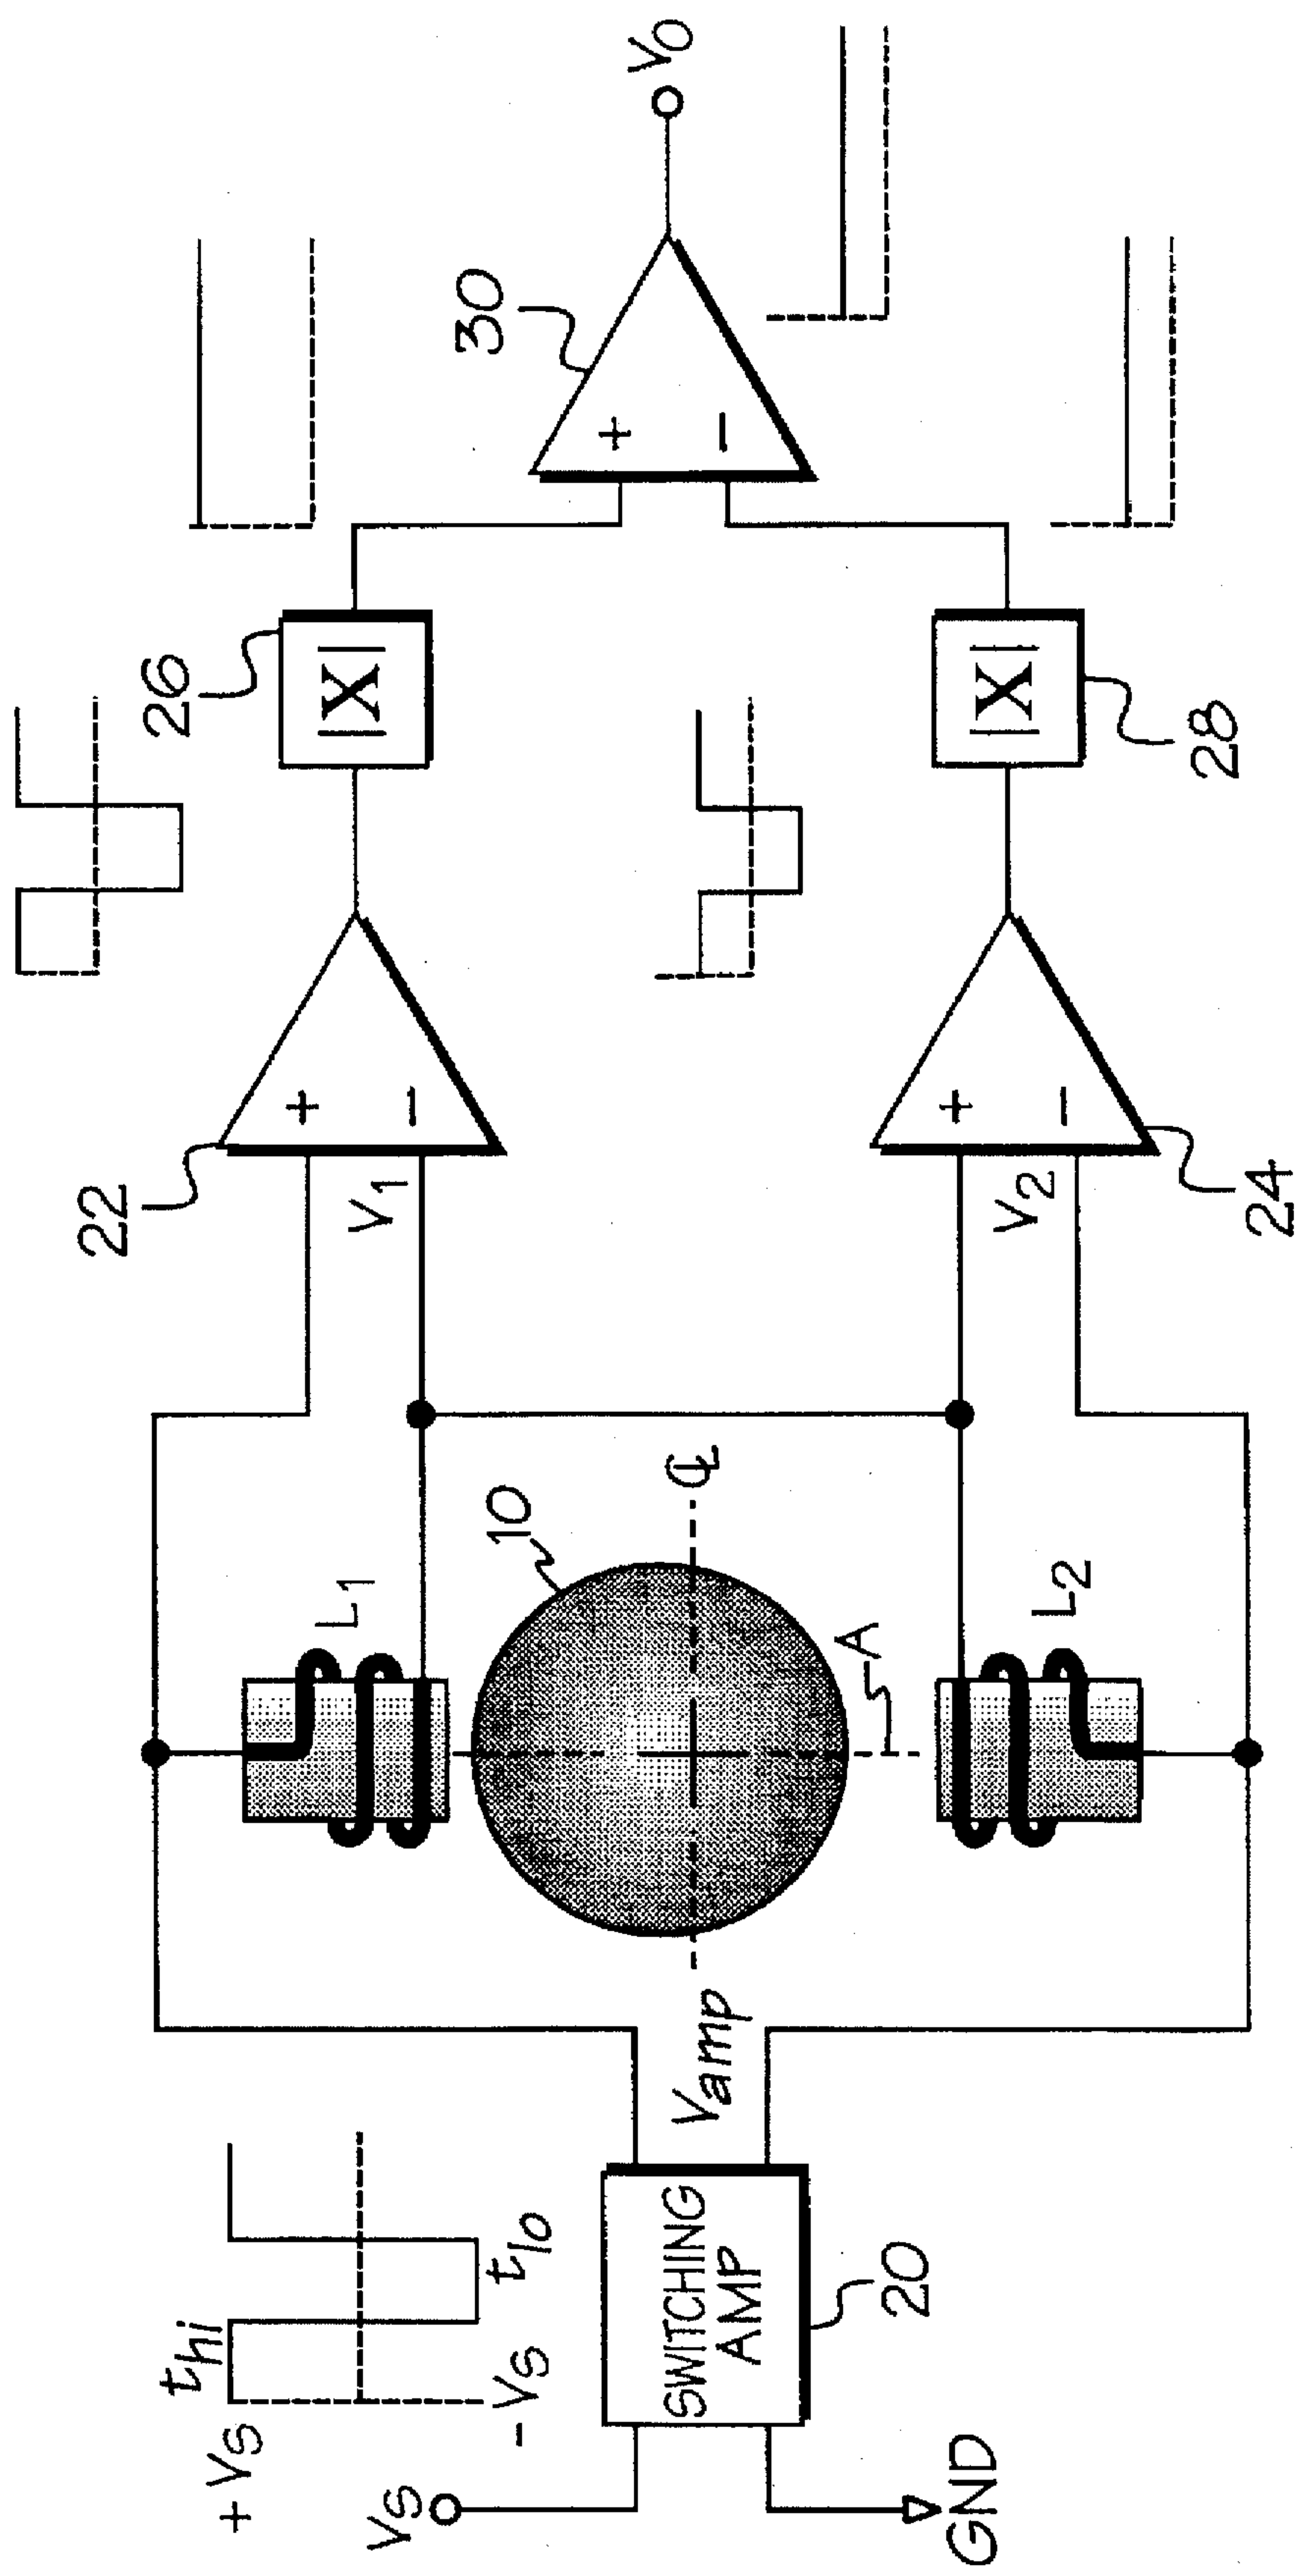 +Vs
-Vs
thi
tlo
Vs
GND
SWITCHING
AMP
20
Vamp
L1
10
℄
A
L2
22
V1
+
−
24
V2
+
−
26
|X|
28
|X|
30
+
−
Vo